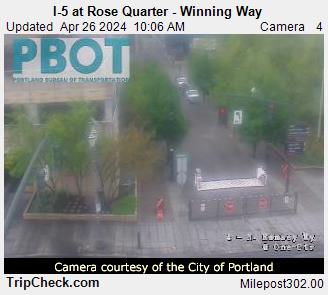 I-5 at Rose Quarter - Winning Way
Updated Apr 26 2024 10:06 AM Camera 4
PBOT
PORTLAND BUREAU OF TRANSPORTATION
Camera courtesy of the City of Portland
TripCheck.com Milepost302.00